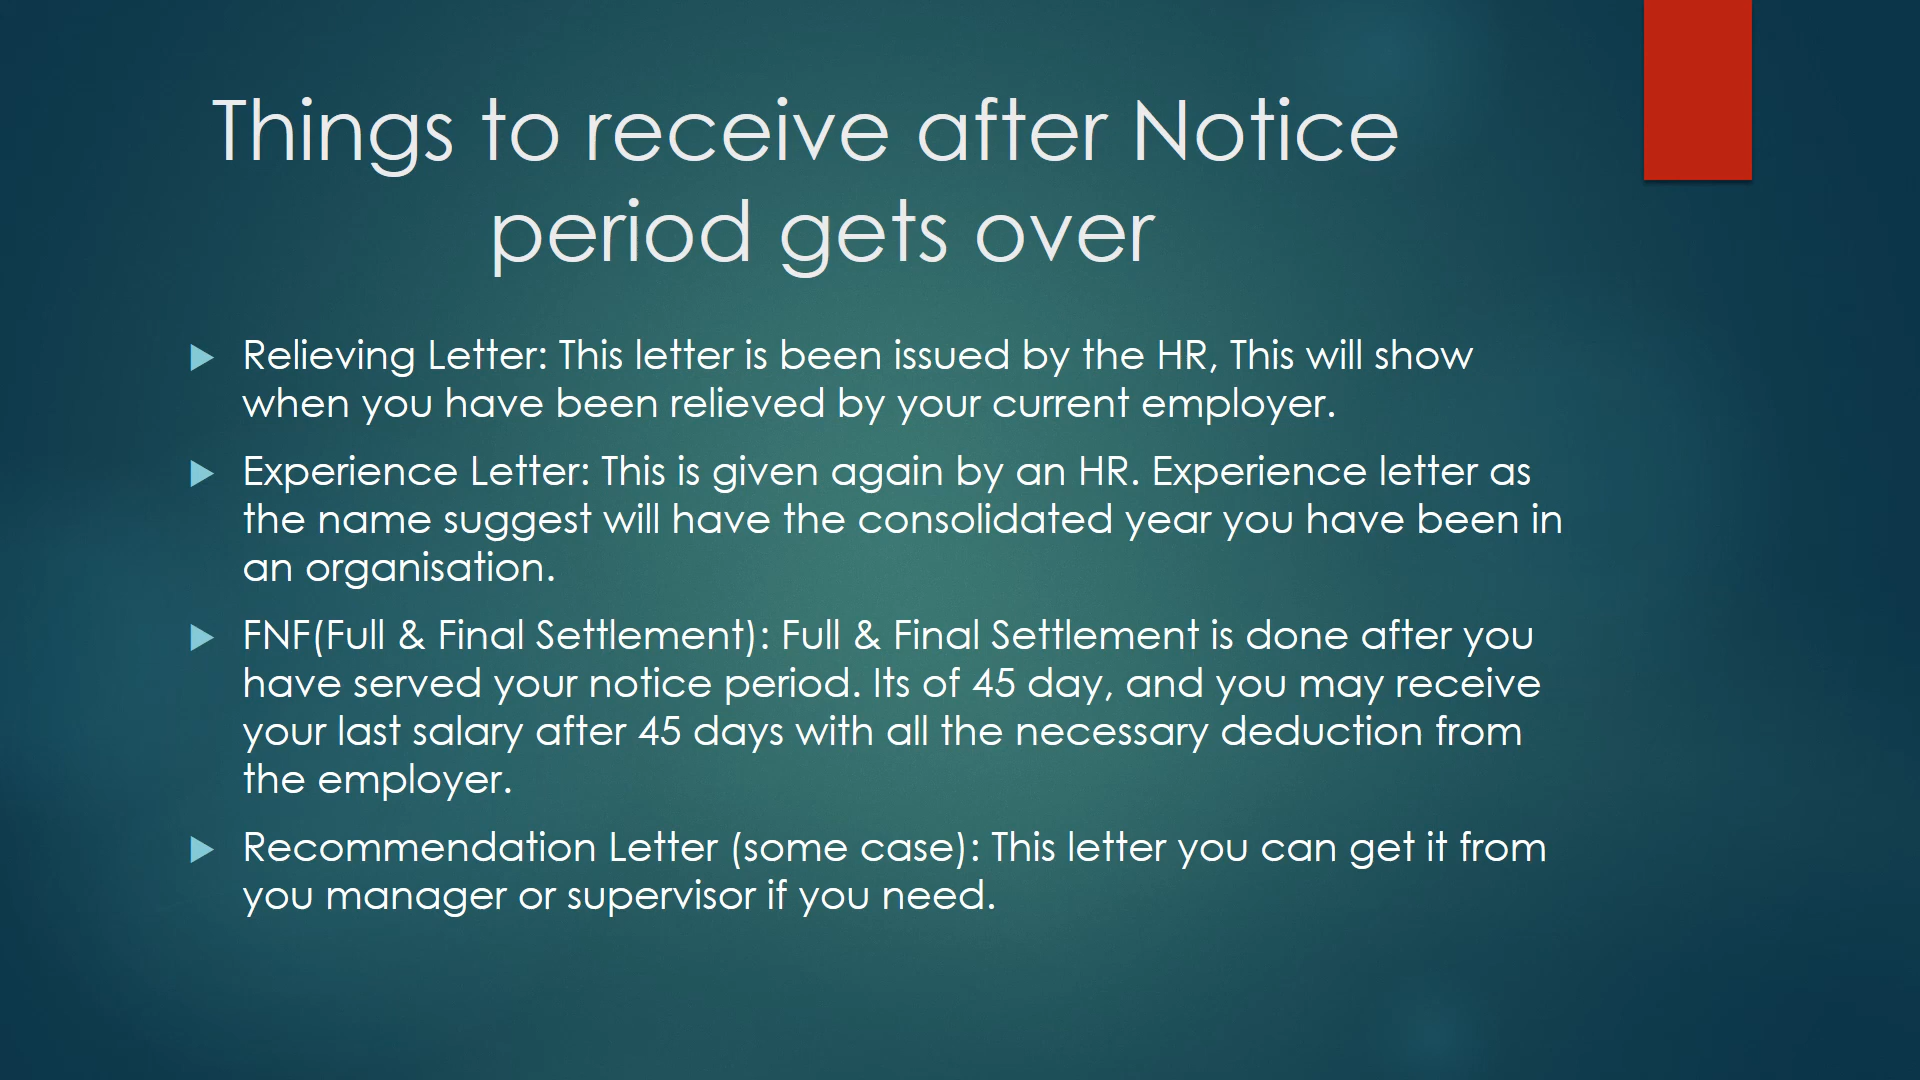 Things to receive after Notice
period gets over
Relieving Letter: This letter is been issued by the HR, This will show
when you have been relieved by your current employer.
Experience Letter: This is given again by an HR. Experience letter as
the name suggest will have the consolidated year you have been in
an organisation.
FNF(Full & Final Settlement): Full & Final Settlement is done after you
have served your notice period. Its of 45 day, and you may receive
your last salary after 45 days with all the necessary deduction from
the employer.
Recommendation Letter (some case): This letter you can get it from
you manager or supervisor if you need.